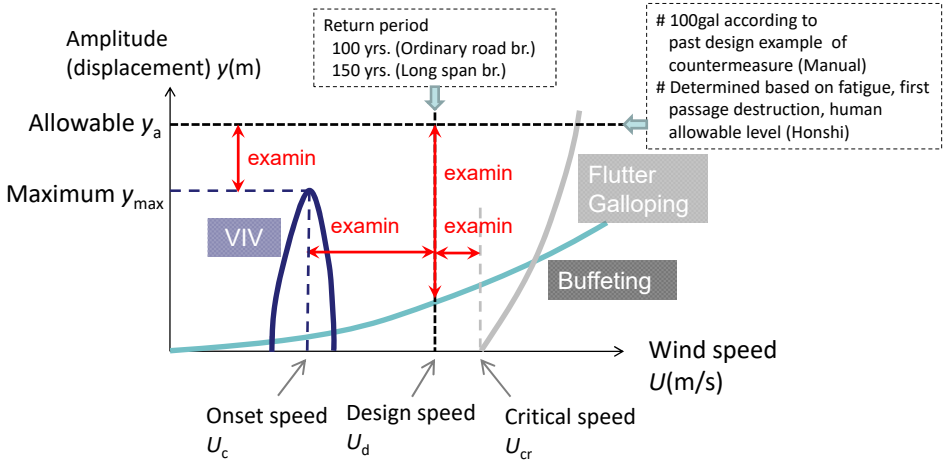 Amplitude
(displacement) y(m)
Return period
100 yrs. (Ordinary road br.)
150 yrs. (Long span br.)
# 100gal according to
past design example of
countermeasure (Manual)
# Determined based on fatigue, first
passage destruction, human
allowable level (Honshi)
Allowable ya
examin
examin
Maximum ymax
Flutter
Galloping
VIV
examin
examin
Buffeting
Wind speed
U(m/s)
Onset speed
Uc
Design speed
Ud
Critical speed
Ucr